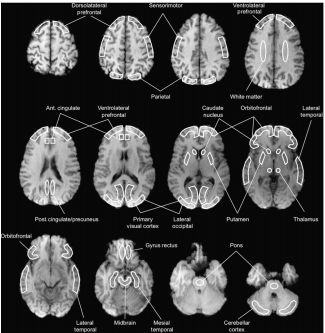 Dorsolateral
prefrontal
Sensorimotor
Ventrolateral
prefrontal
Parietal
White matter
Ant. cingulate
Ventrolateral
prefrontal
Caudate
nucleus
Orbitofrontal
Lateral
temporal
Post.cingulate/precuneus
Primary
visual cortex
Lateral
occipital
Putamen
Thalamus
Orbitofrontal
Gyrus rectus
Pons
Lateral
temporal
Midbrain
Mesial
temporal
Cerebellar
cortex